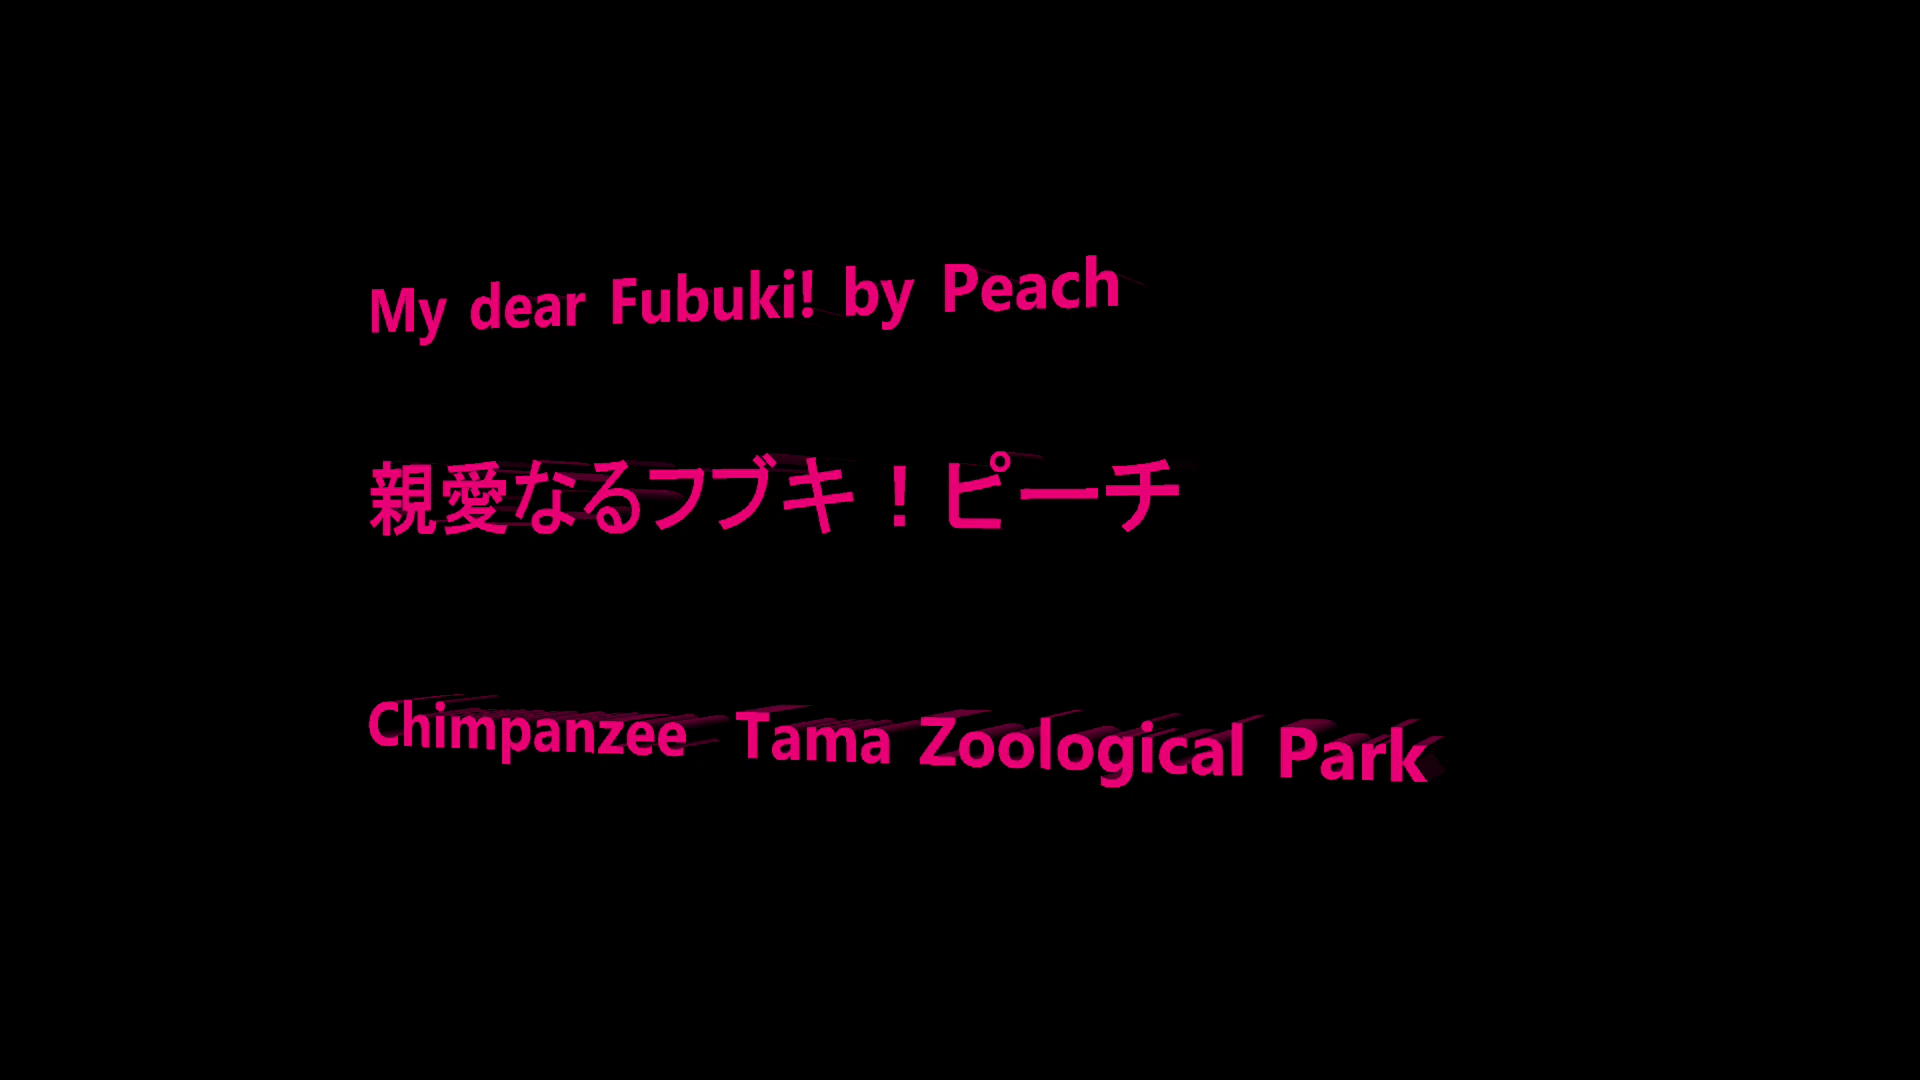 My dear Fubuki! by Peach
親愛なるフブキ！ピーチ
Chimpanzee Tama Zoological Park